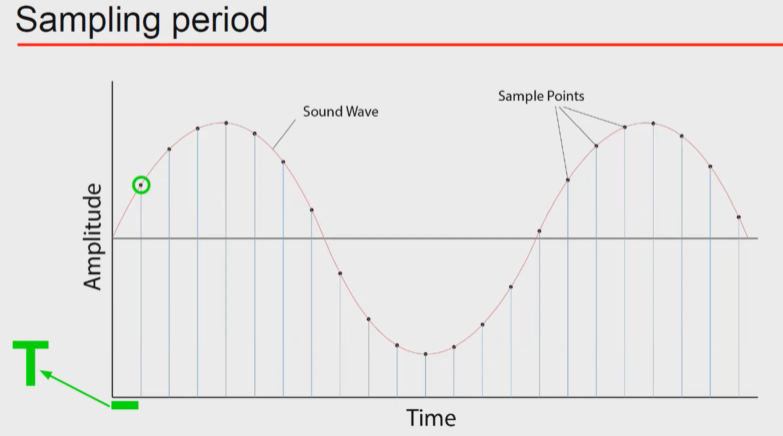 Sampling period
Sound Wave
Sample Points
Amplitude
T
Time